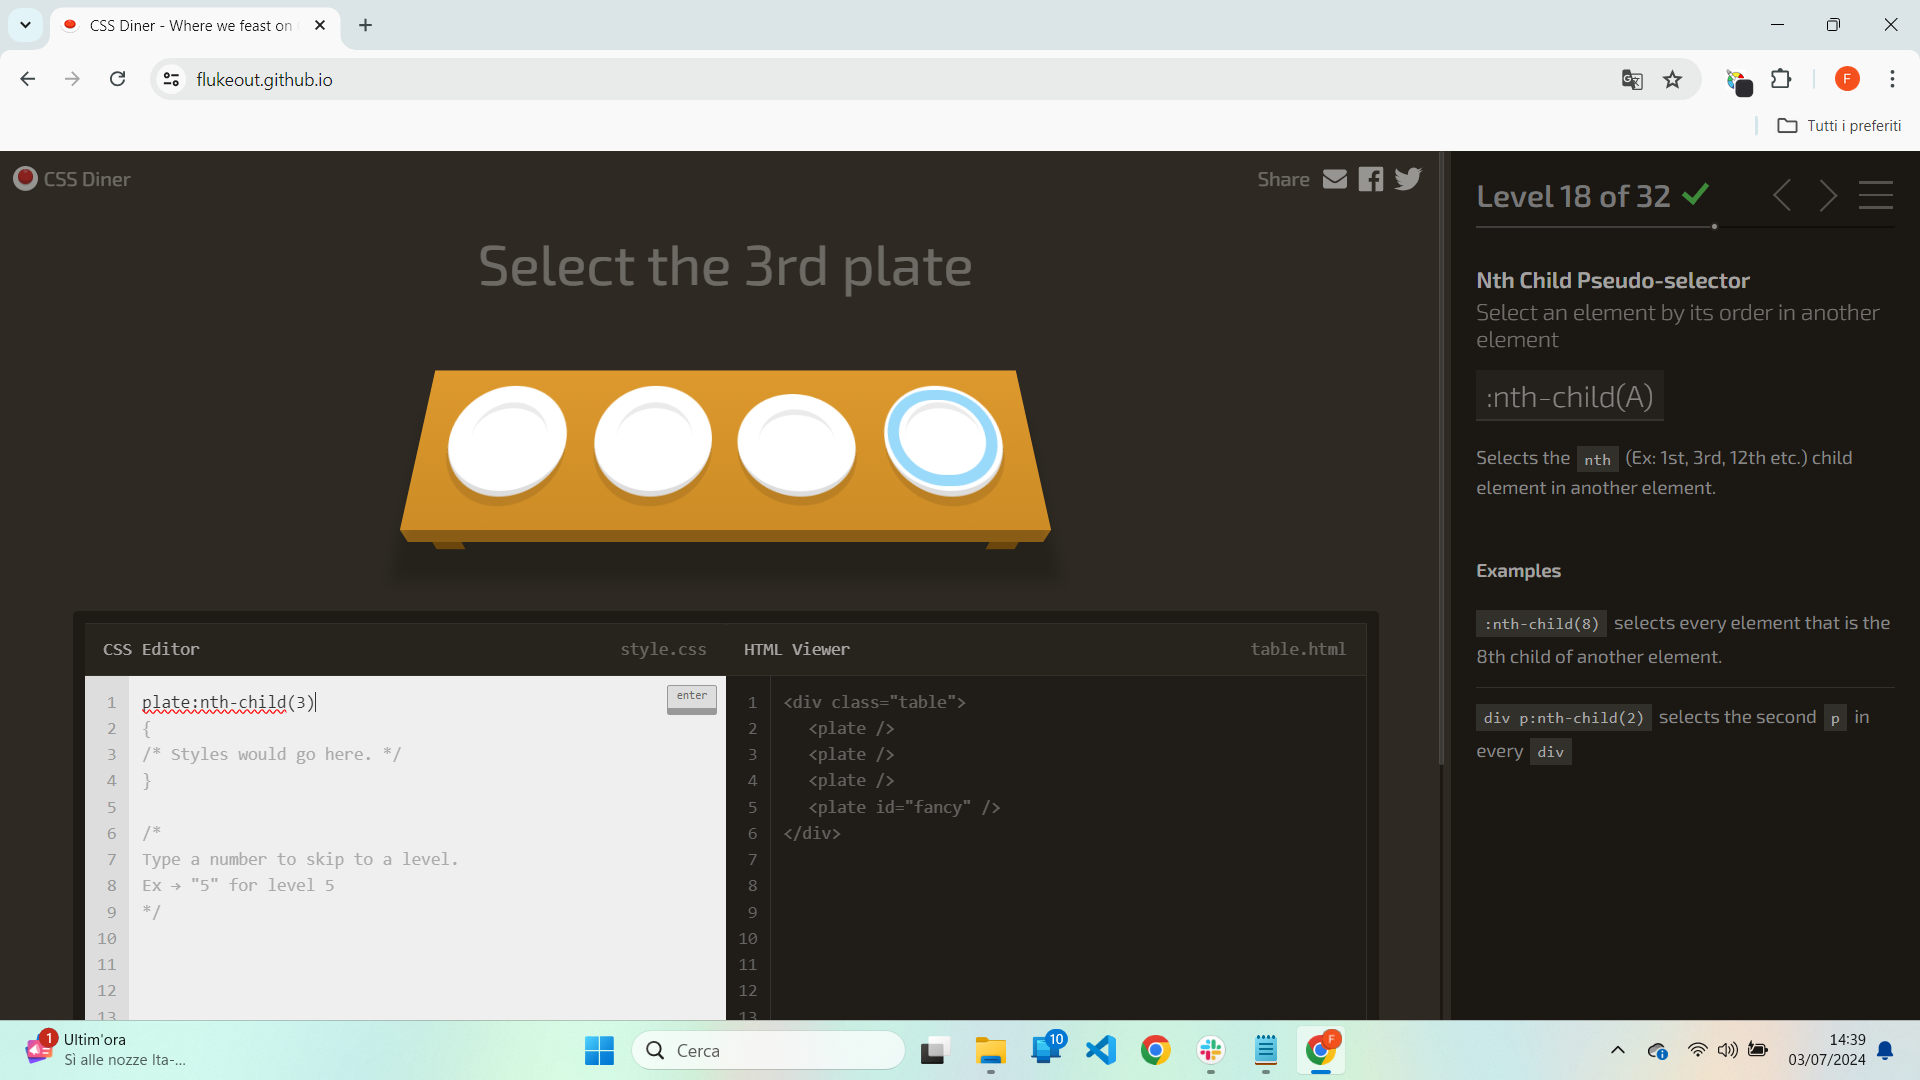 CSS Diner - Where we feast on
flukeout.github.io
F
Tutti i preferiti
CSS Diner
Share
Select the 3rd plate
CSS Editor
style.css
1 plate:nth-child(3)
enter
2 {
3 /* Styles would go here. */
4 }
5
6 /*
7 Type a number to skip to a level.
8 Ex → "5" for level 5
9 */
10
11
12
13
HTML Viewer
table.html
1 <div class="table">
2 <plate />
3 <plate />
4 <plate />
5 <plate id="fancy" />
6 </div>
7
8
9
10
11
12
13
Level 18 of 32
Nth Child Pseudo-selector
Select an element by its order in another
element
:nth-child(A)
Selects the nth (Ex: 1st, 3rd, 12th etc.) child
element in another element.
Examples
:nth-child(8) selects every element that is the
8th child of another element.
div p:nth-child(2) selects the second p in
every div
1
Ultim'ora
Sì alle nozze Ita-...
Cerca
10
F
14:39
03/07/2024